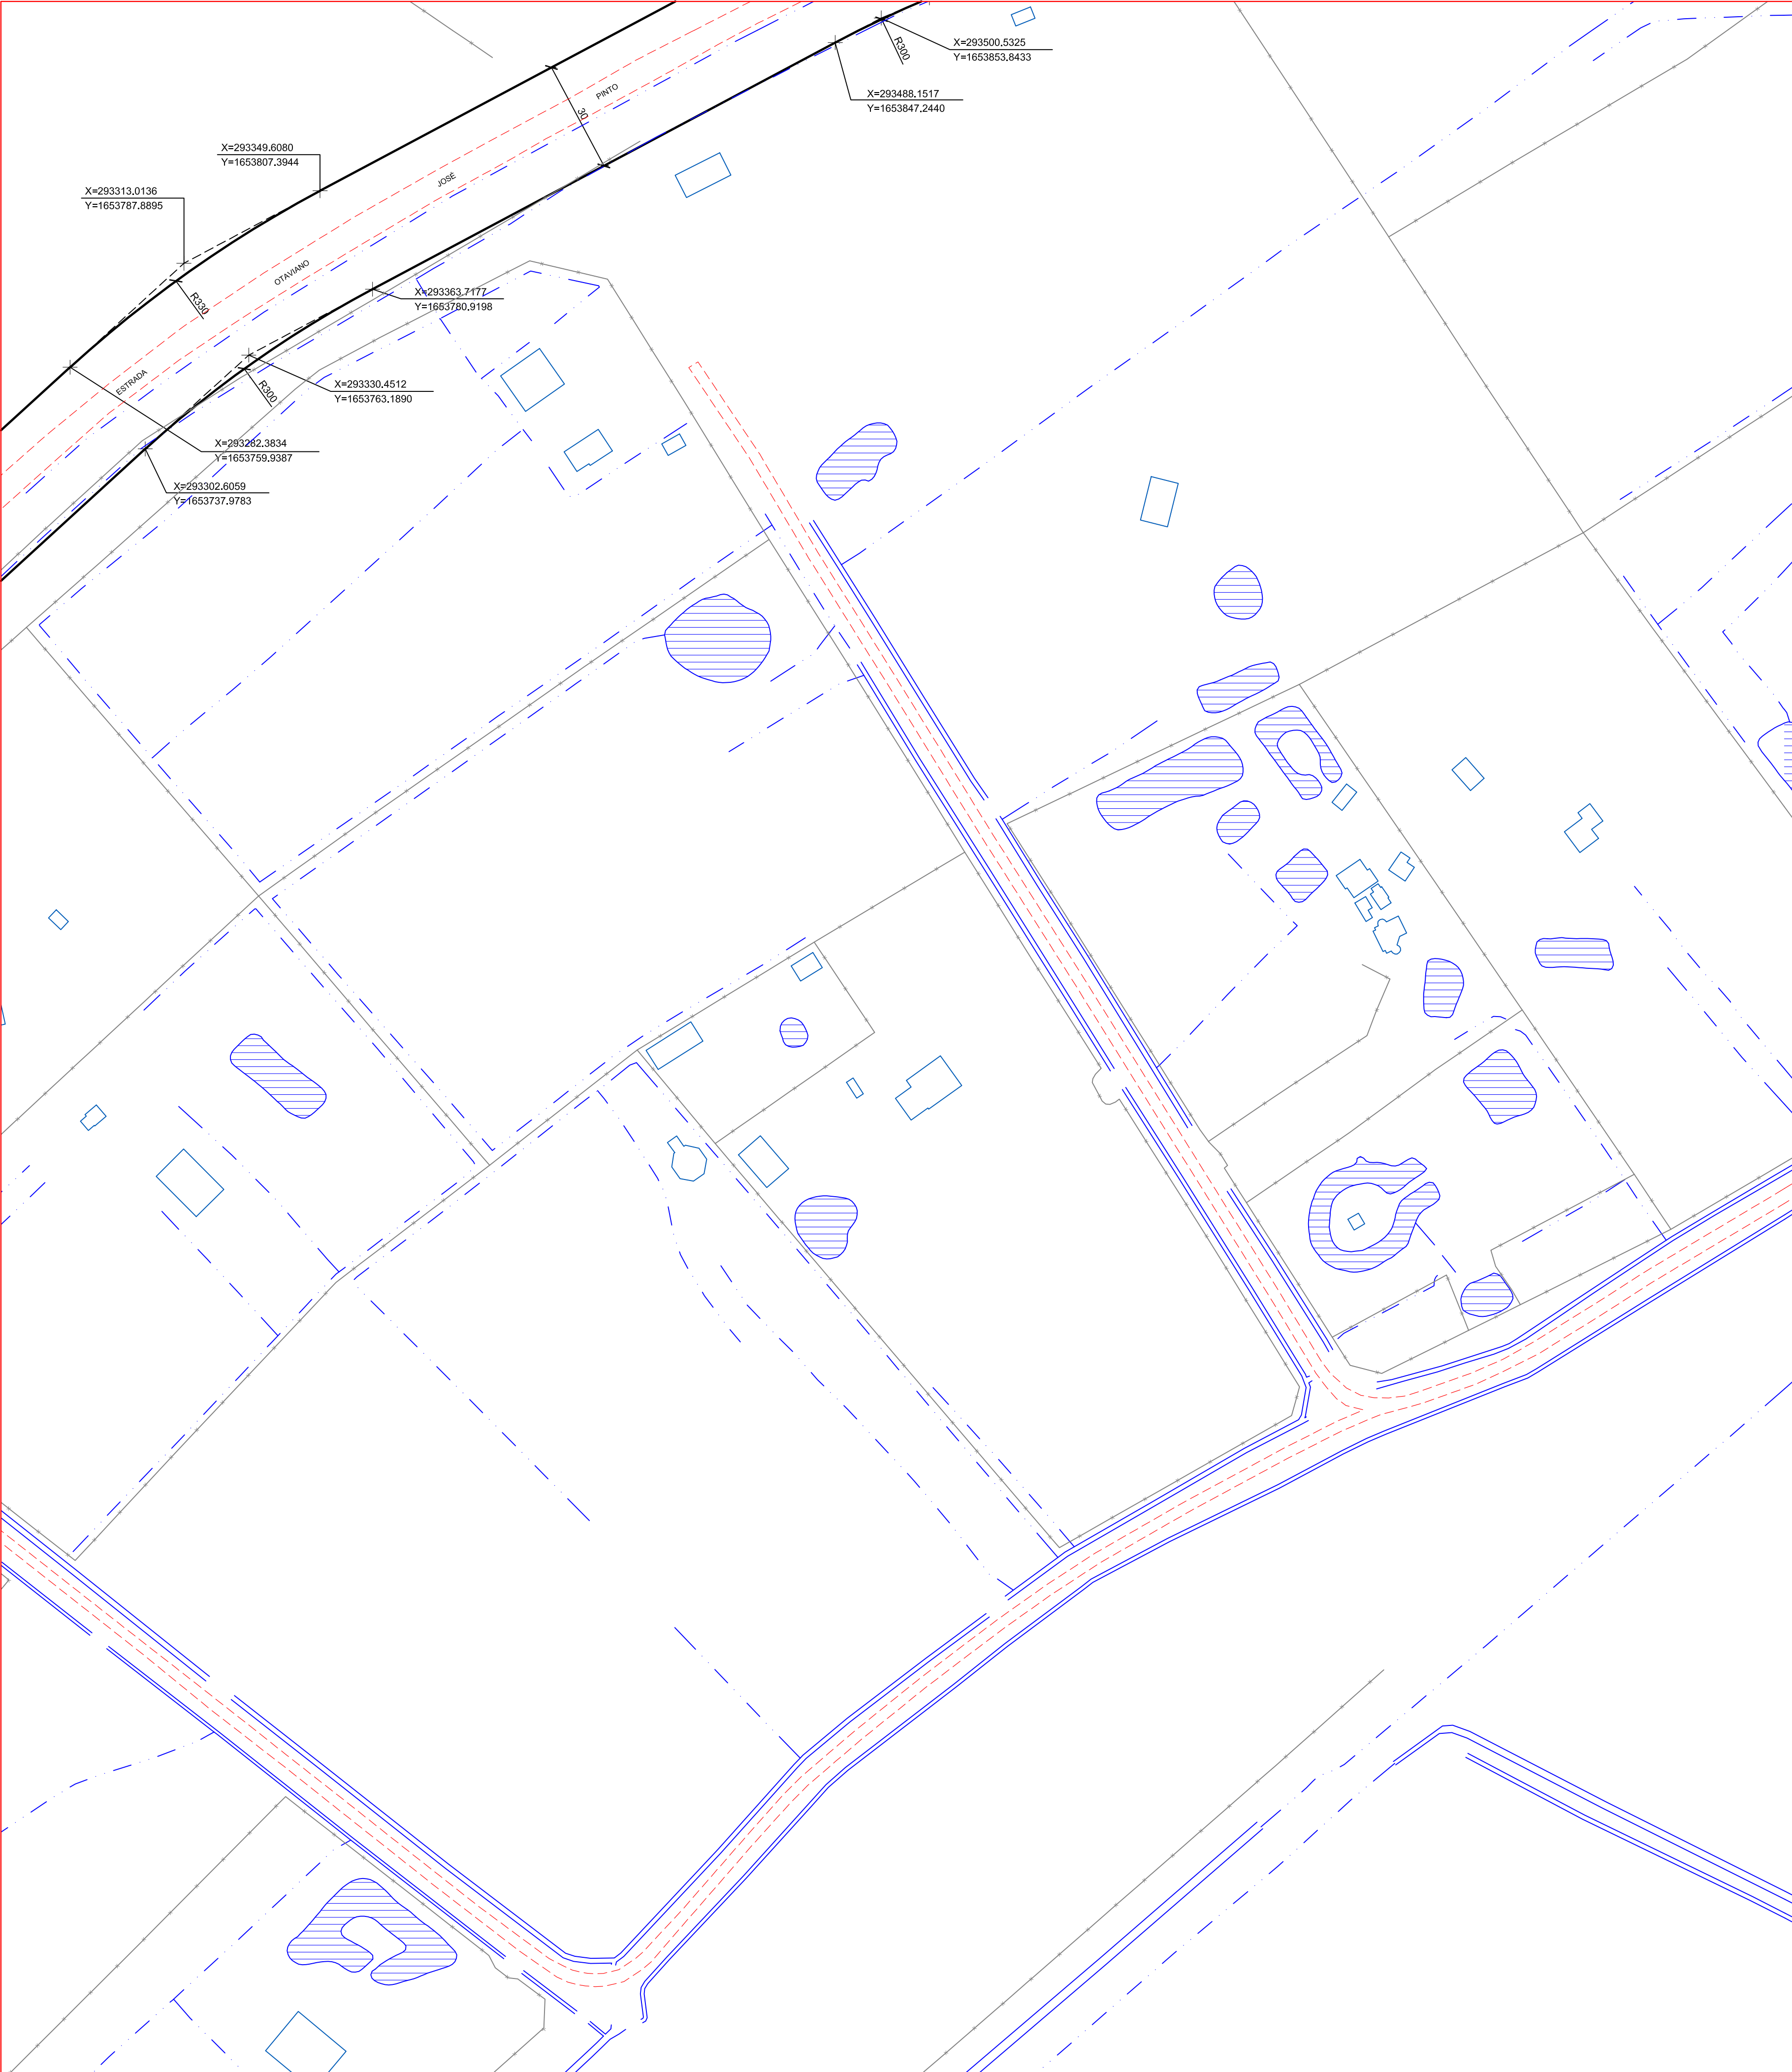 X=293500.5325
Y=1653853.8433
R300
X=293488.1517
Y=1653847.2440
PINTO
30
X=293349.6080
Y=1653807.3944
JOSÉ
X=293313.0136
Y=1653787.8895
OTAVIANO
R330
X=293363.7177
Y=1653780.9198
ESTRADA
R300
X=293330.4512
Y=1653763.1890
X=293282.3834
Y=1653759.9387
X=293302.6059
Y=1653737.9783